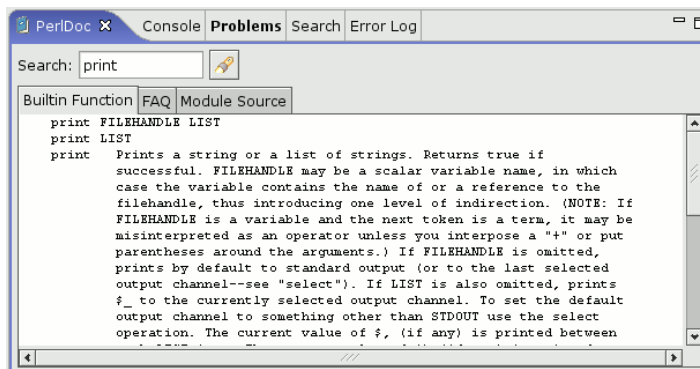 PerlDoc Console Problems Search Error Log
Search: print
Builtin Function FAQ Module Source
print FILEHANDLE LIST
print LIST
print Prints a string or a list of strings. Returns true if
successful. FILEHANDLE may be a scalar variable name, in which
case the variable contains the name of or a reference to the
filehandle, thus introducing one level of indirection. (NOTE: If
FILEHANDLE is a variable and the next token is a term, it may be
misinterpreted as an operator unless you interpose a "+" or put
parentheses around the arguments.) If FILEHANDLE is omitted,
prints by default to standard output (or to the last selected
output channel--see "select"). If LIST is also omitted, prints
$_ to the currently selected output channel. To set the default
output channel to something other than STDOUT use the select
operation. The current value of $, (if any) is printed between